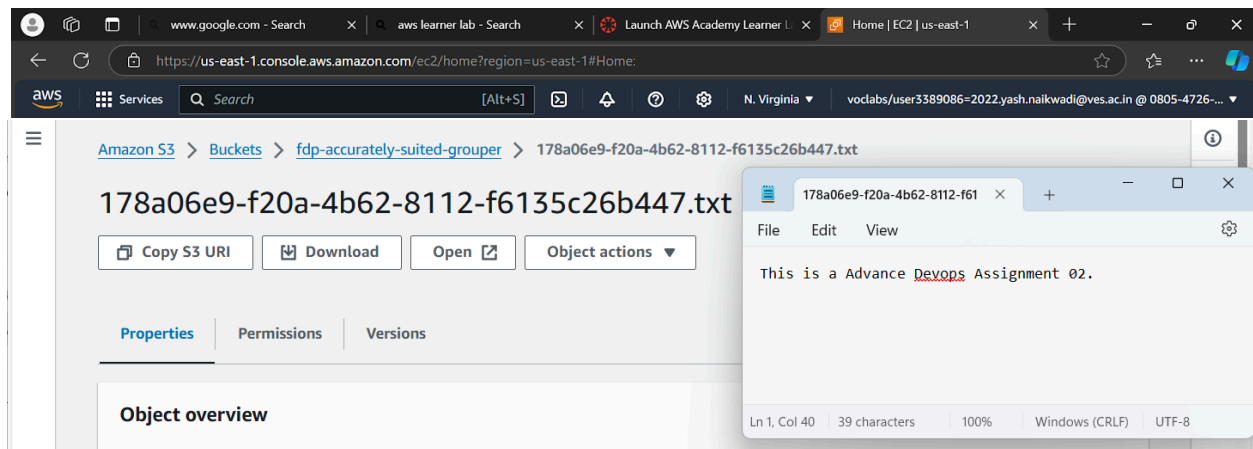 www.google.com - Search
aws learner lab - Search
Launch AWS Academy Learner L
Home | EC2 | us-east-1
https://us-east-1.console.aws.amazon.com/ec2/home?region=us-east-1#Home:
aws Services Search [Alt+S] N. Virginia voclabs/user3389086=2022.yash.naikwadi@ves.ac.in @ 0805-4726-...
Amazon S3 > Buckets > fdp-accurately-suited-grouper > 178a06e9-f20a-4b62-8112-f6135c26b447.txt
178a06e9-f20a-4b62-8112-f6135c26b447.txt
Copy S3 URI Download Open Object actions
Properties Permissions Versions
Object overview
178a06e9-f20a-4b62-8112-f61
File Edit View
This is a Advance Devops Assignment 02.
Ln 1, Col 40 39 characters 100% Windows (CRLF) UTF-8